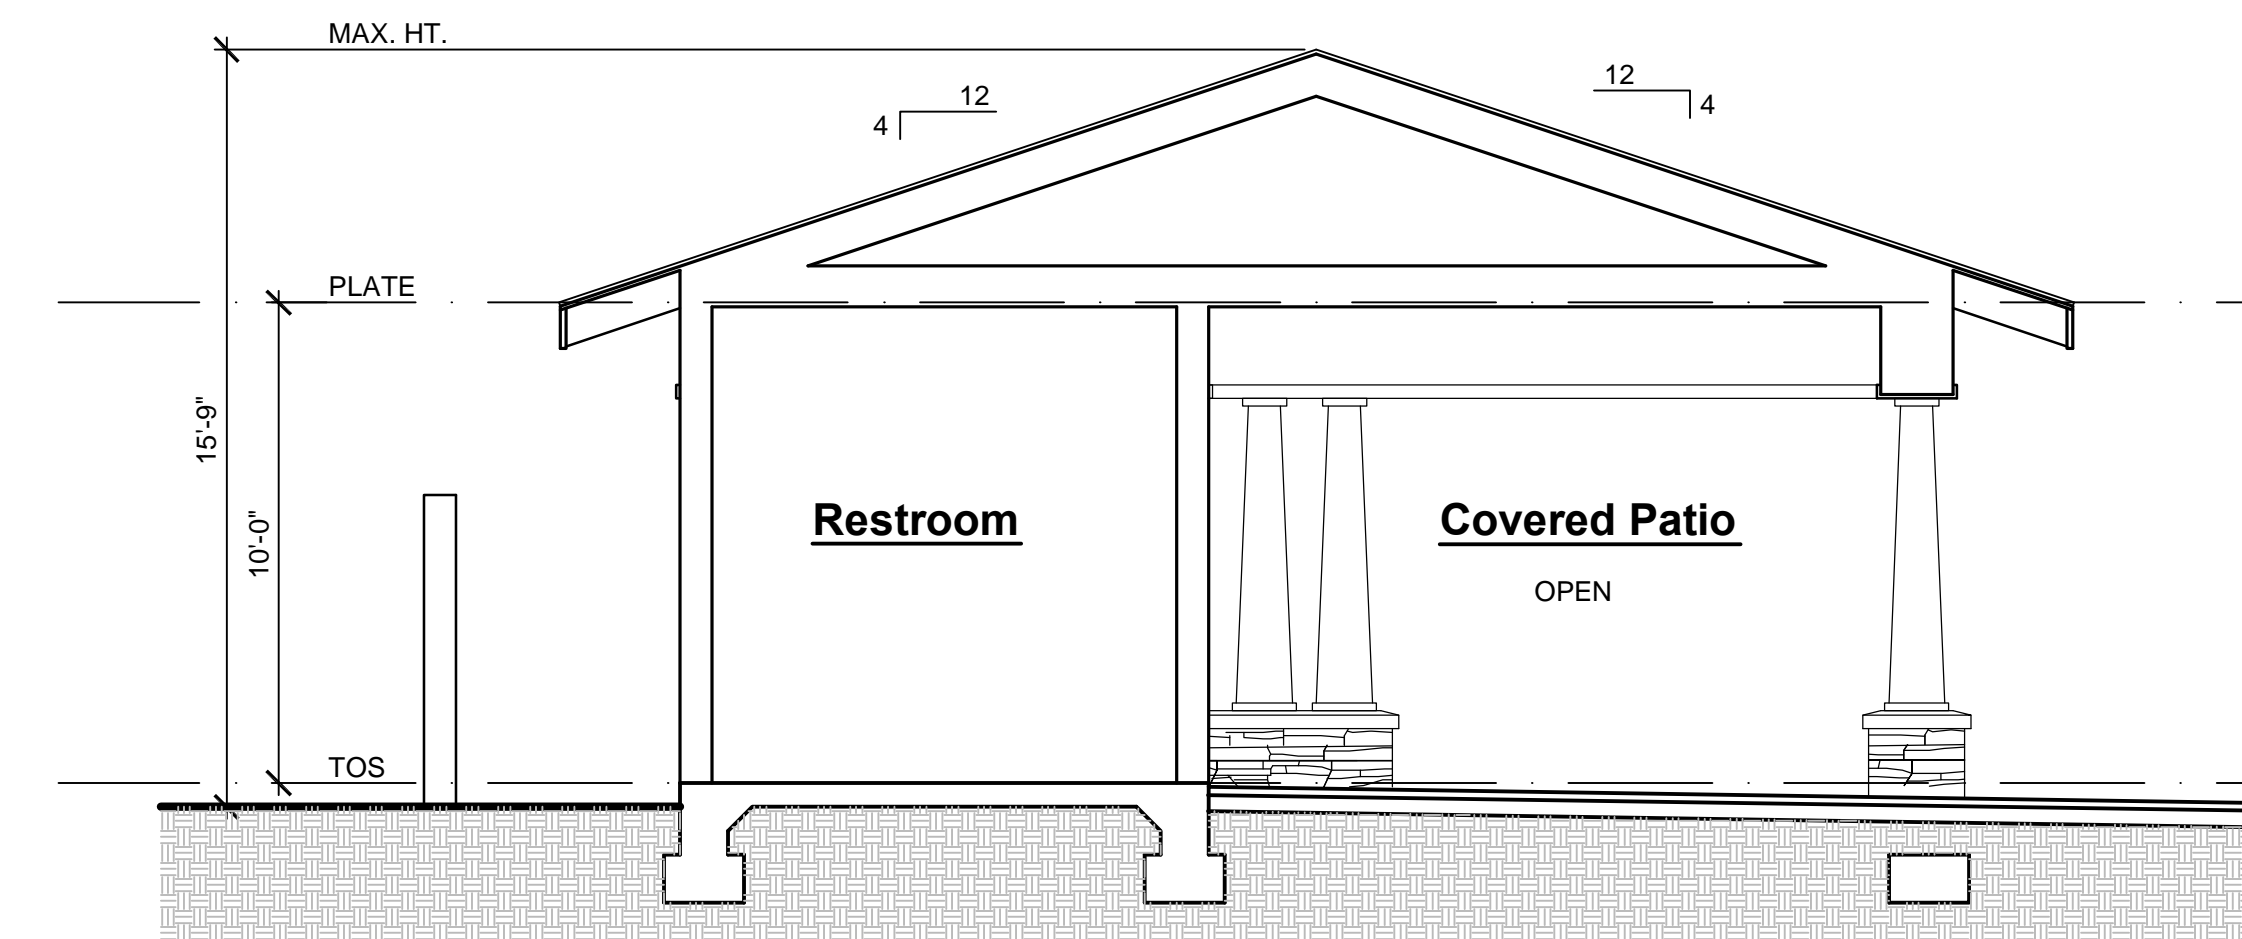 MAX. HT.
12
4
12
4
PLATE
15'-9"
10'-0"
Restroom
Covered Patio
OPEN
TOS